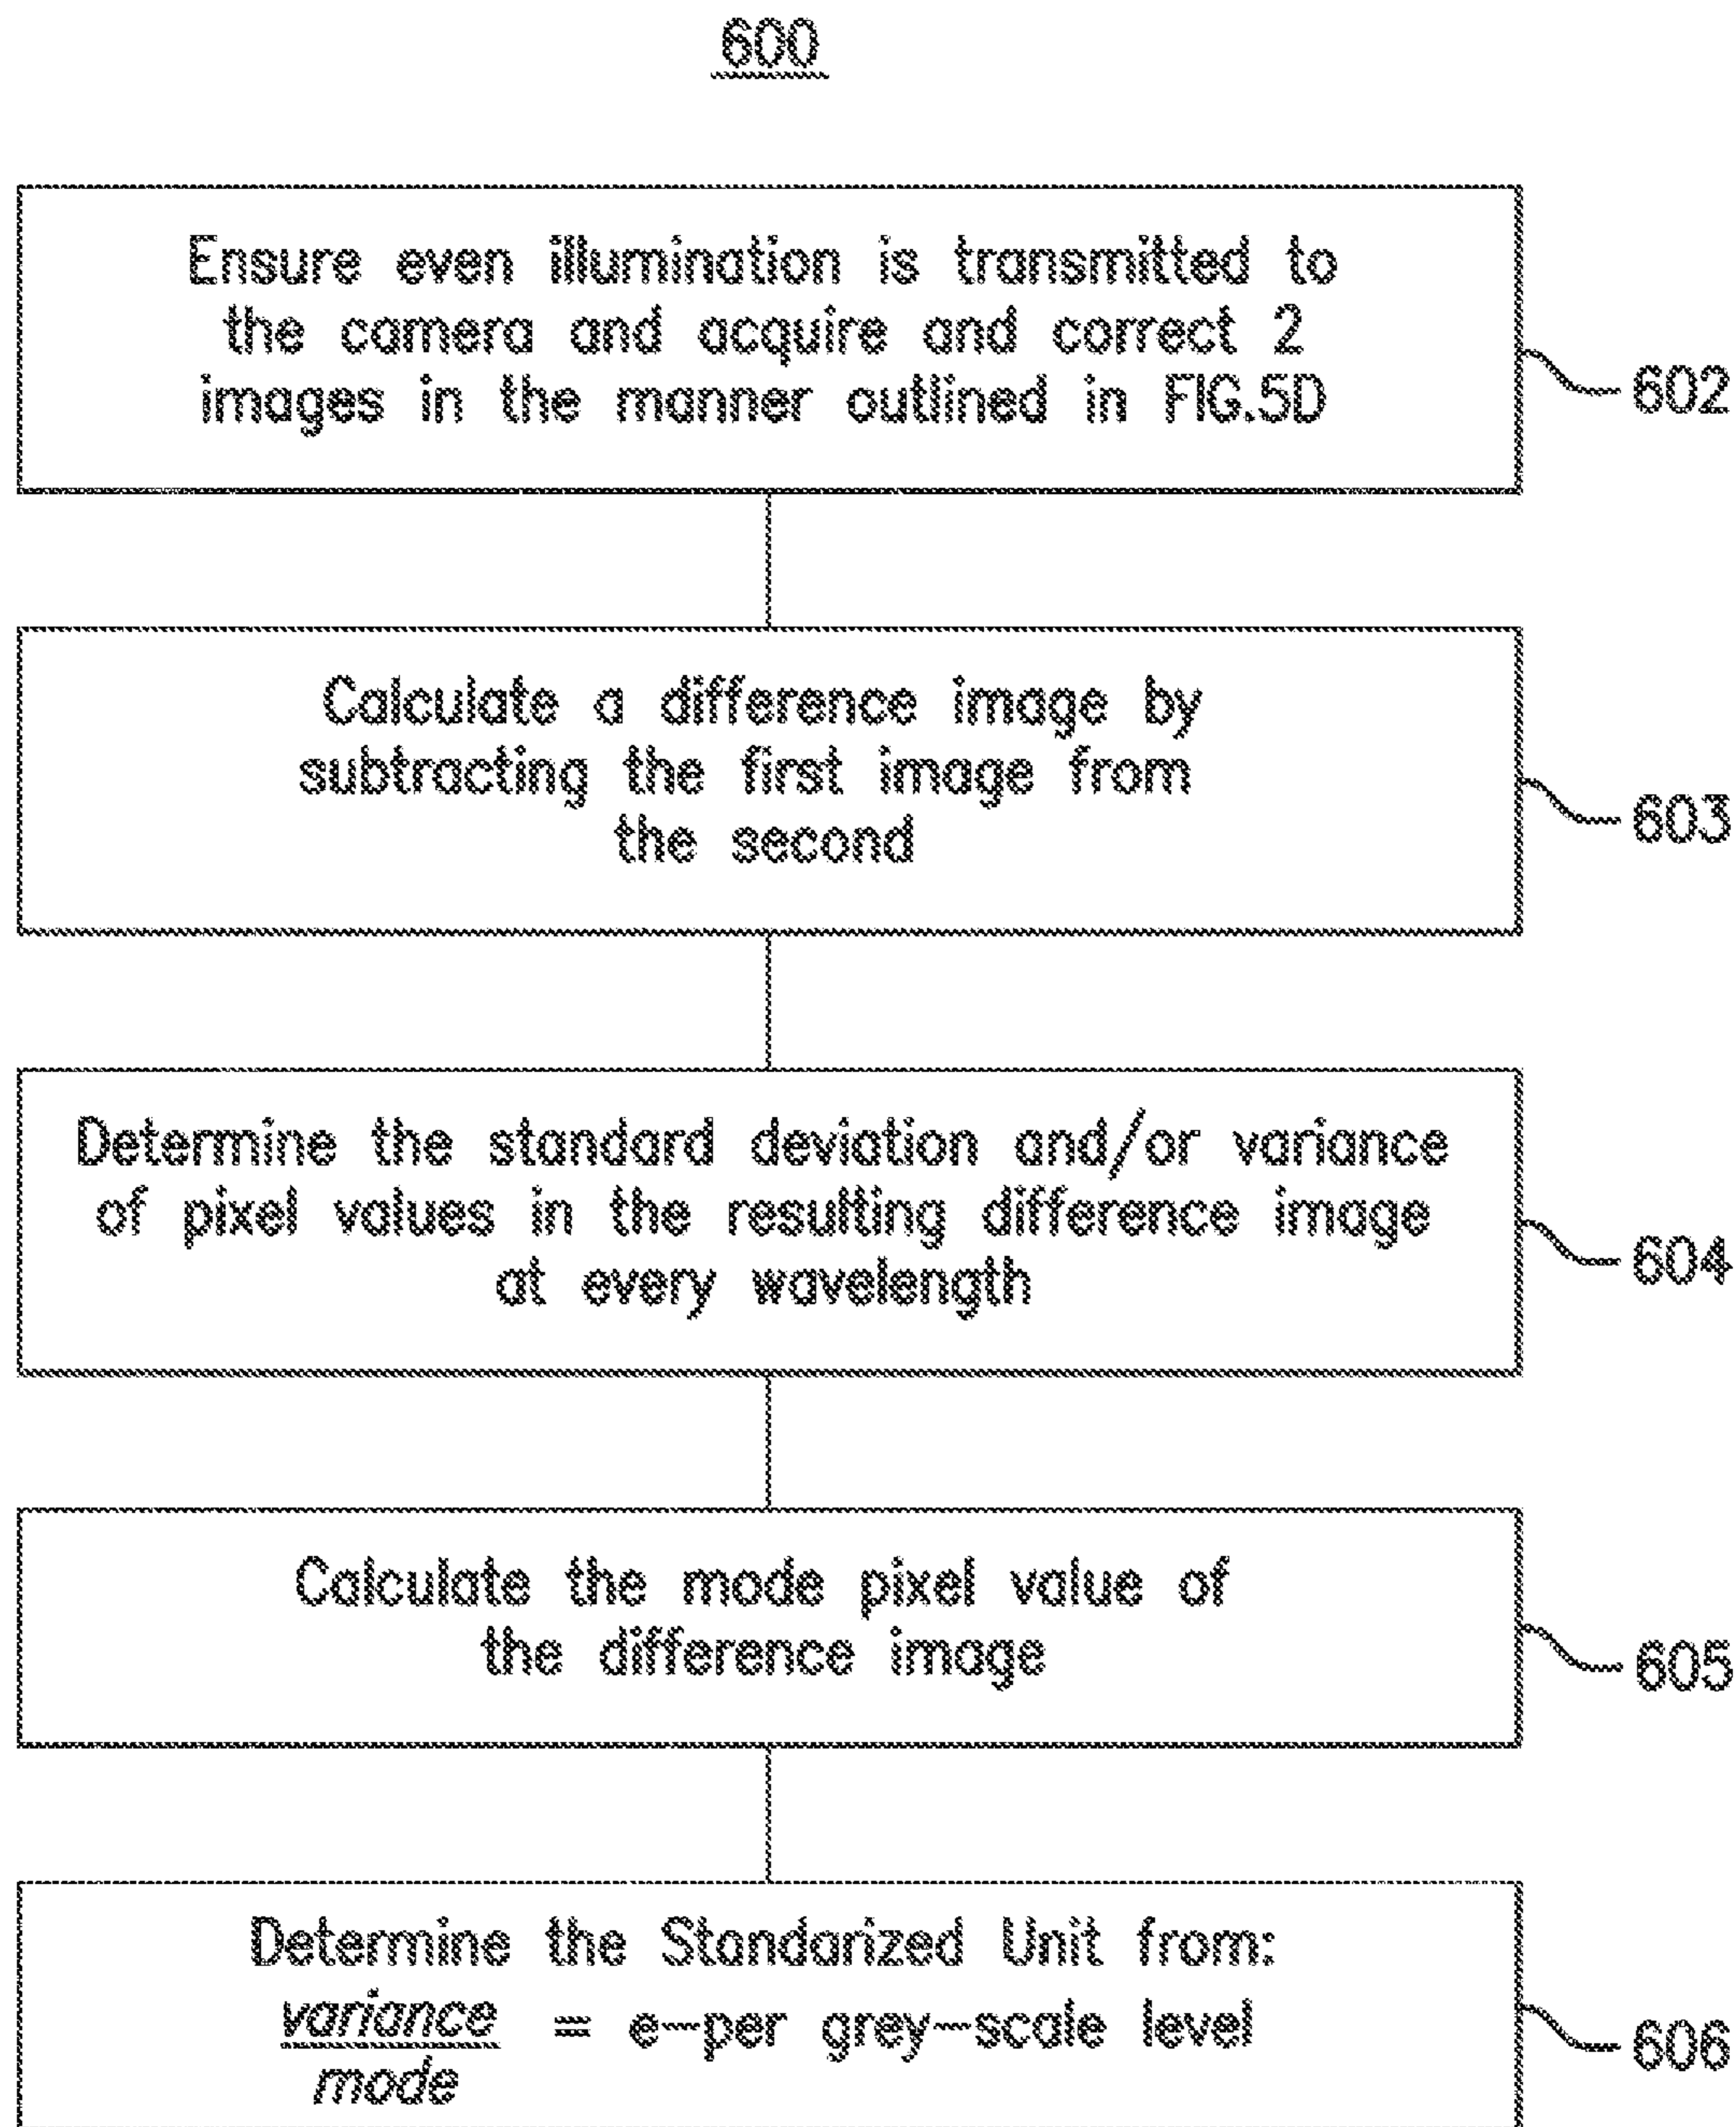 600
Ensure even illumination is transmitted to
the camera and acquire and correct 2
images in the manner outlined in FIG.5D
602
Calculate a difference image by
subtracting the first image from
the second
603
Determine the standard deviation and/or variance
of pixel values in the resulting difference image
at every wavelength
604
Calculate the mode pixel value of
the difference image
605
Determine the Standarized Unit from:
variance
= e-per grey-scale level
mode
606